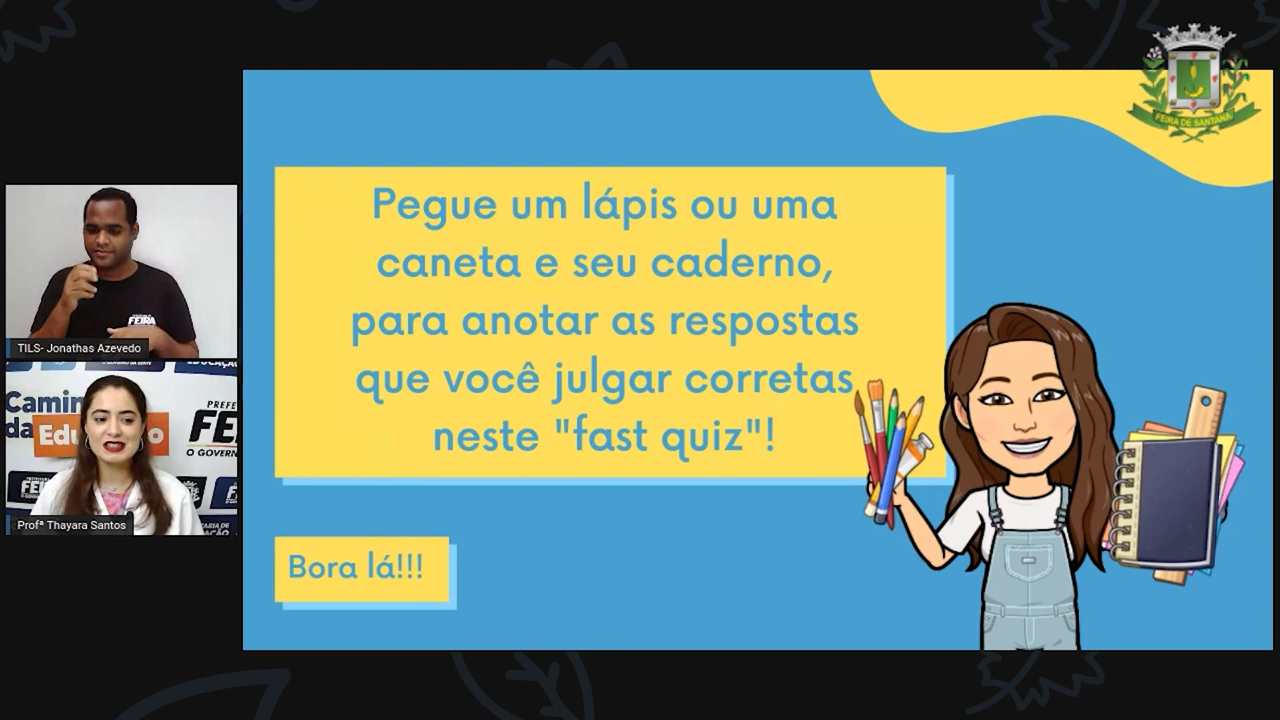 FEIRA DE SANTANA
Pegue um lápis ou uma
caneta e seu caderno,
para anotar as respostas
que você julgar corretas
neste "fast quiz"!
Bora lá!!!
FEIRA
TILS- Jonathas Azevedo
Profª Thayara Santos